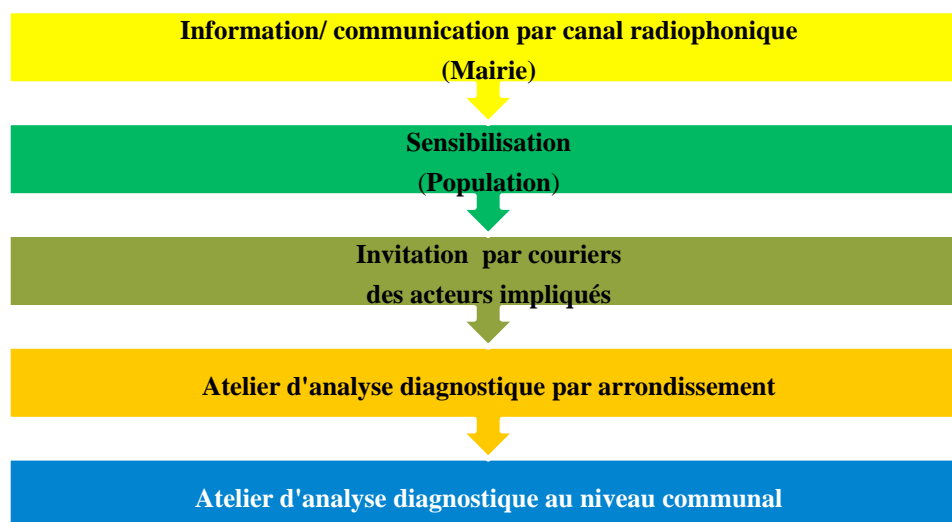 Information/ communication par canal radiophonique
(Mairie)
Sensibilisation
(Population)
Invitation par couriers
des acteurs impliqués
Atelier d'analyse diagnostique par arrondissement
Atelier d'analyse diagnostique au niveau communal